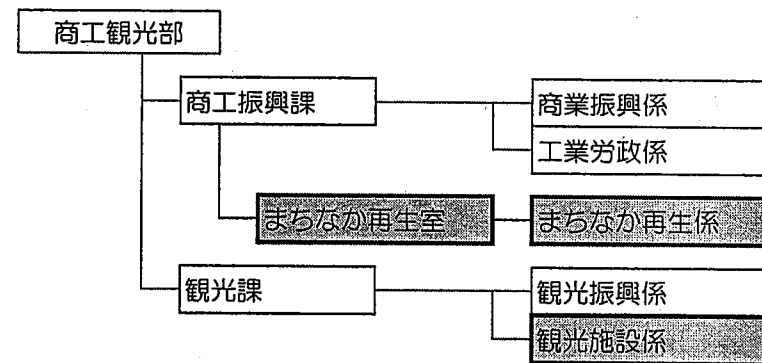 商工観光部
商工振興課
商業振興係
工業労政係
まちなか再生室
まちなか再生係
観光課
観光振興係
観光施設係